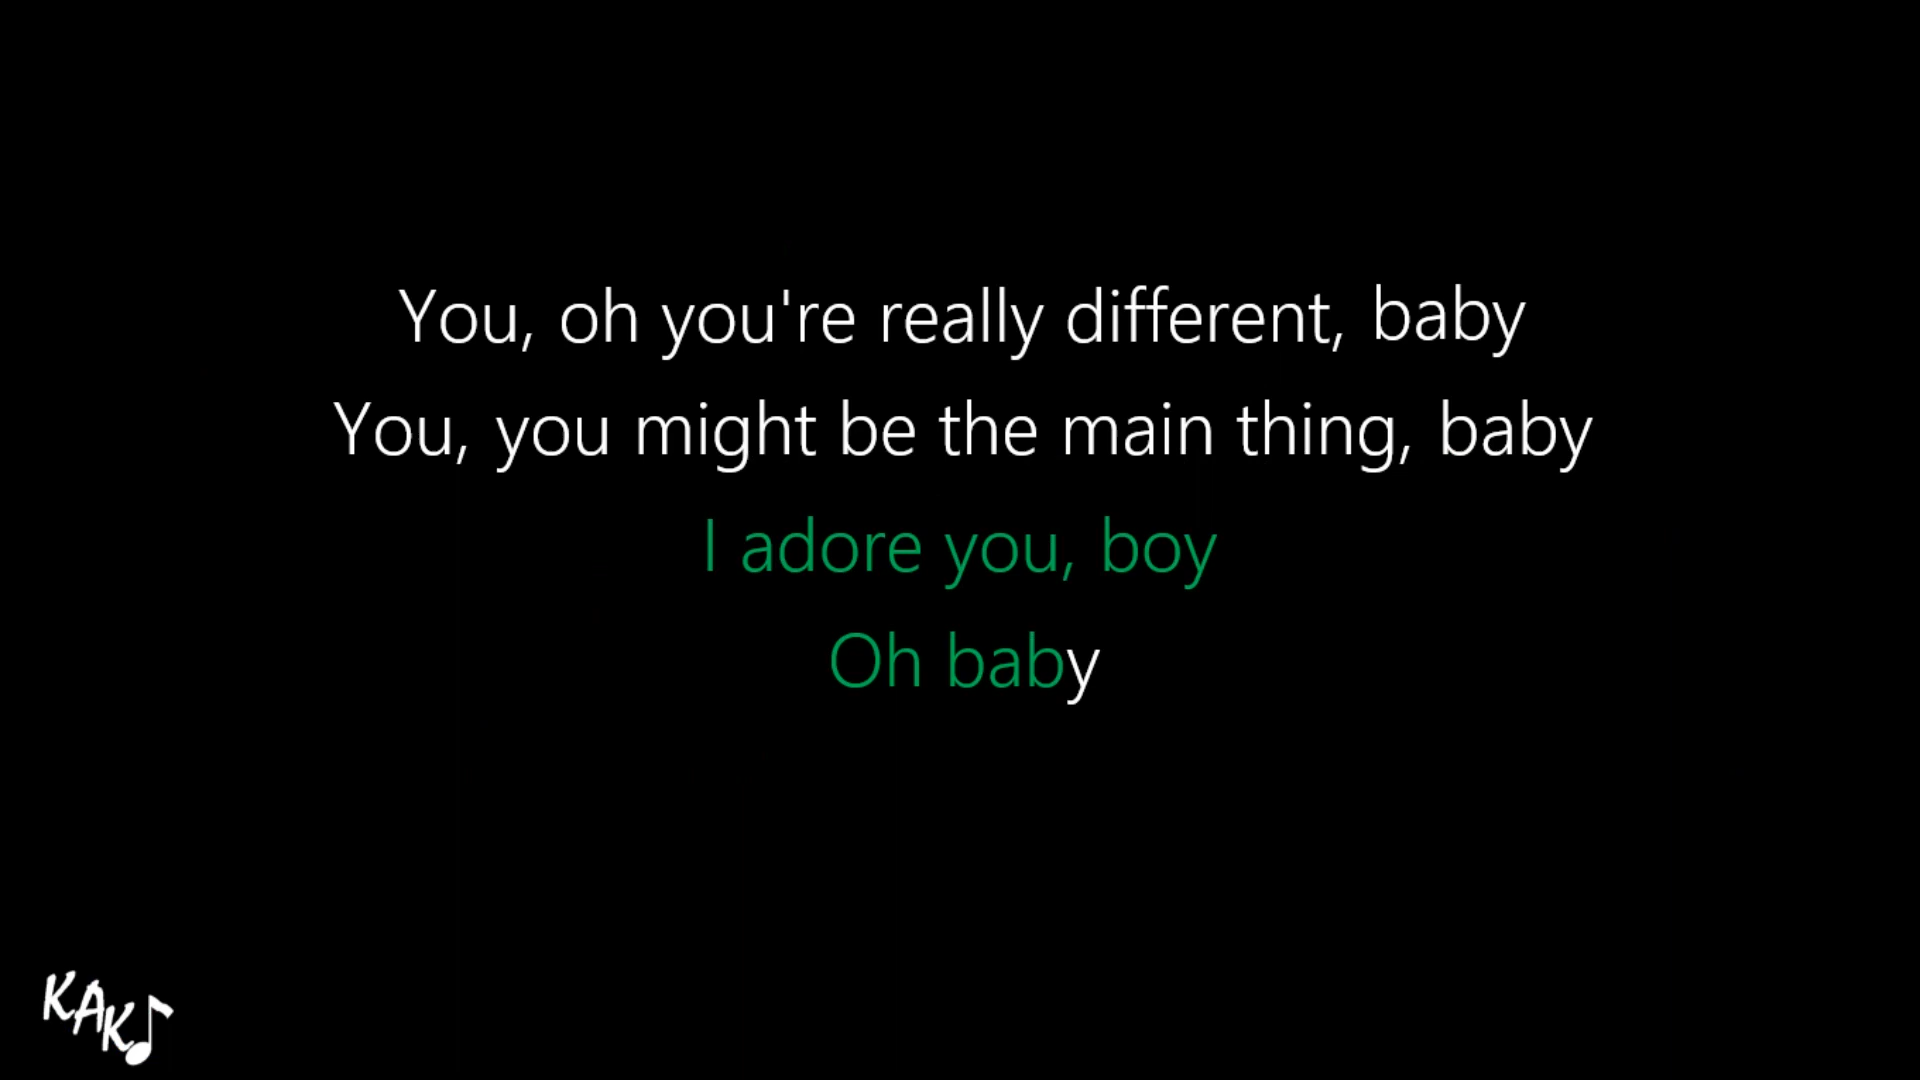 You, oh you're really different, baby
You, you might be the main thing, baby
I adore you, boy
Oh baby
KAK